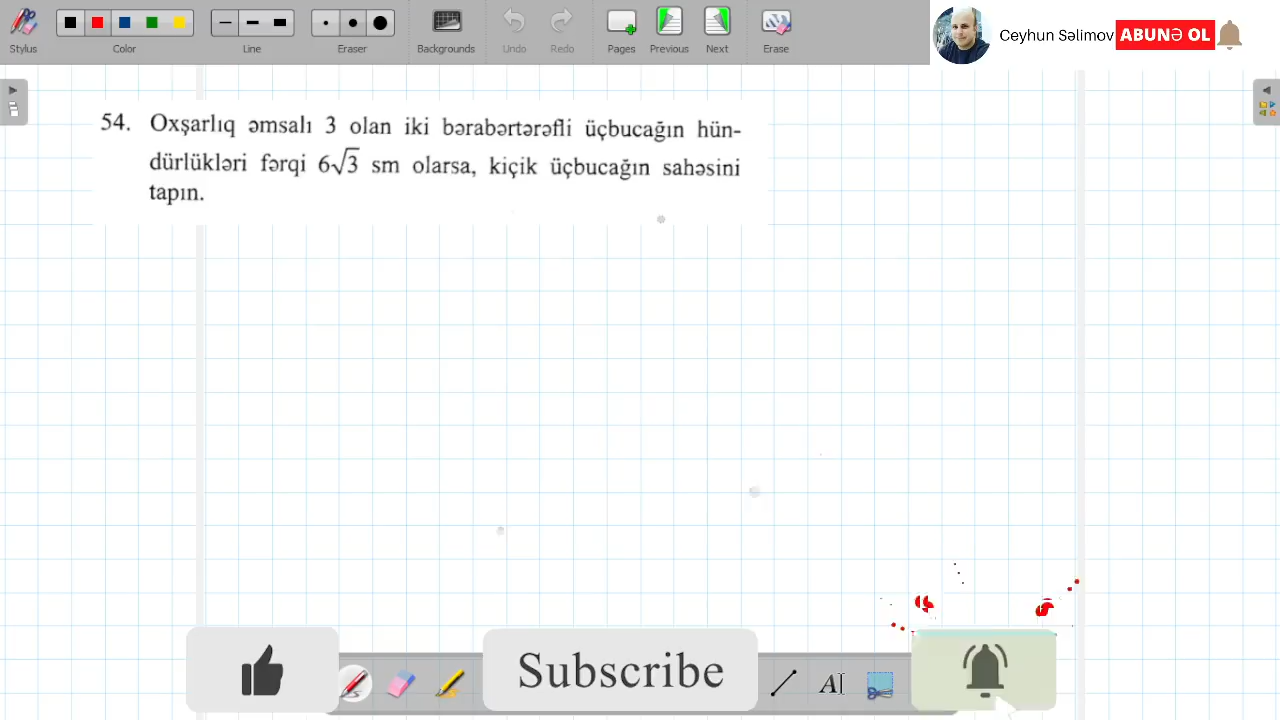 Stylus
Color
Line
Eraser
Backgrounds
Undo
Redo
Pages
Previous
Next
Erase
Ceyhun Səlimov
ABUNƏ OL
54. Oxşarlıq əmsalı 3 olan iki bərabərtərəfli üçbucağın hün-
dürlükləri fərqi 6√3 sm olarsa, kiçik üçbucağın sahəsini
tapın.
Subscribe
A